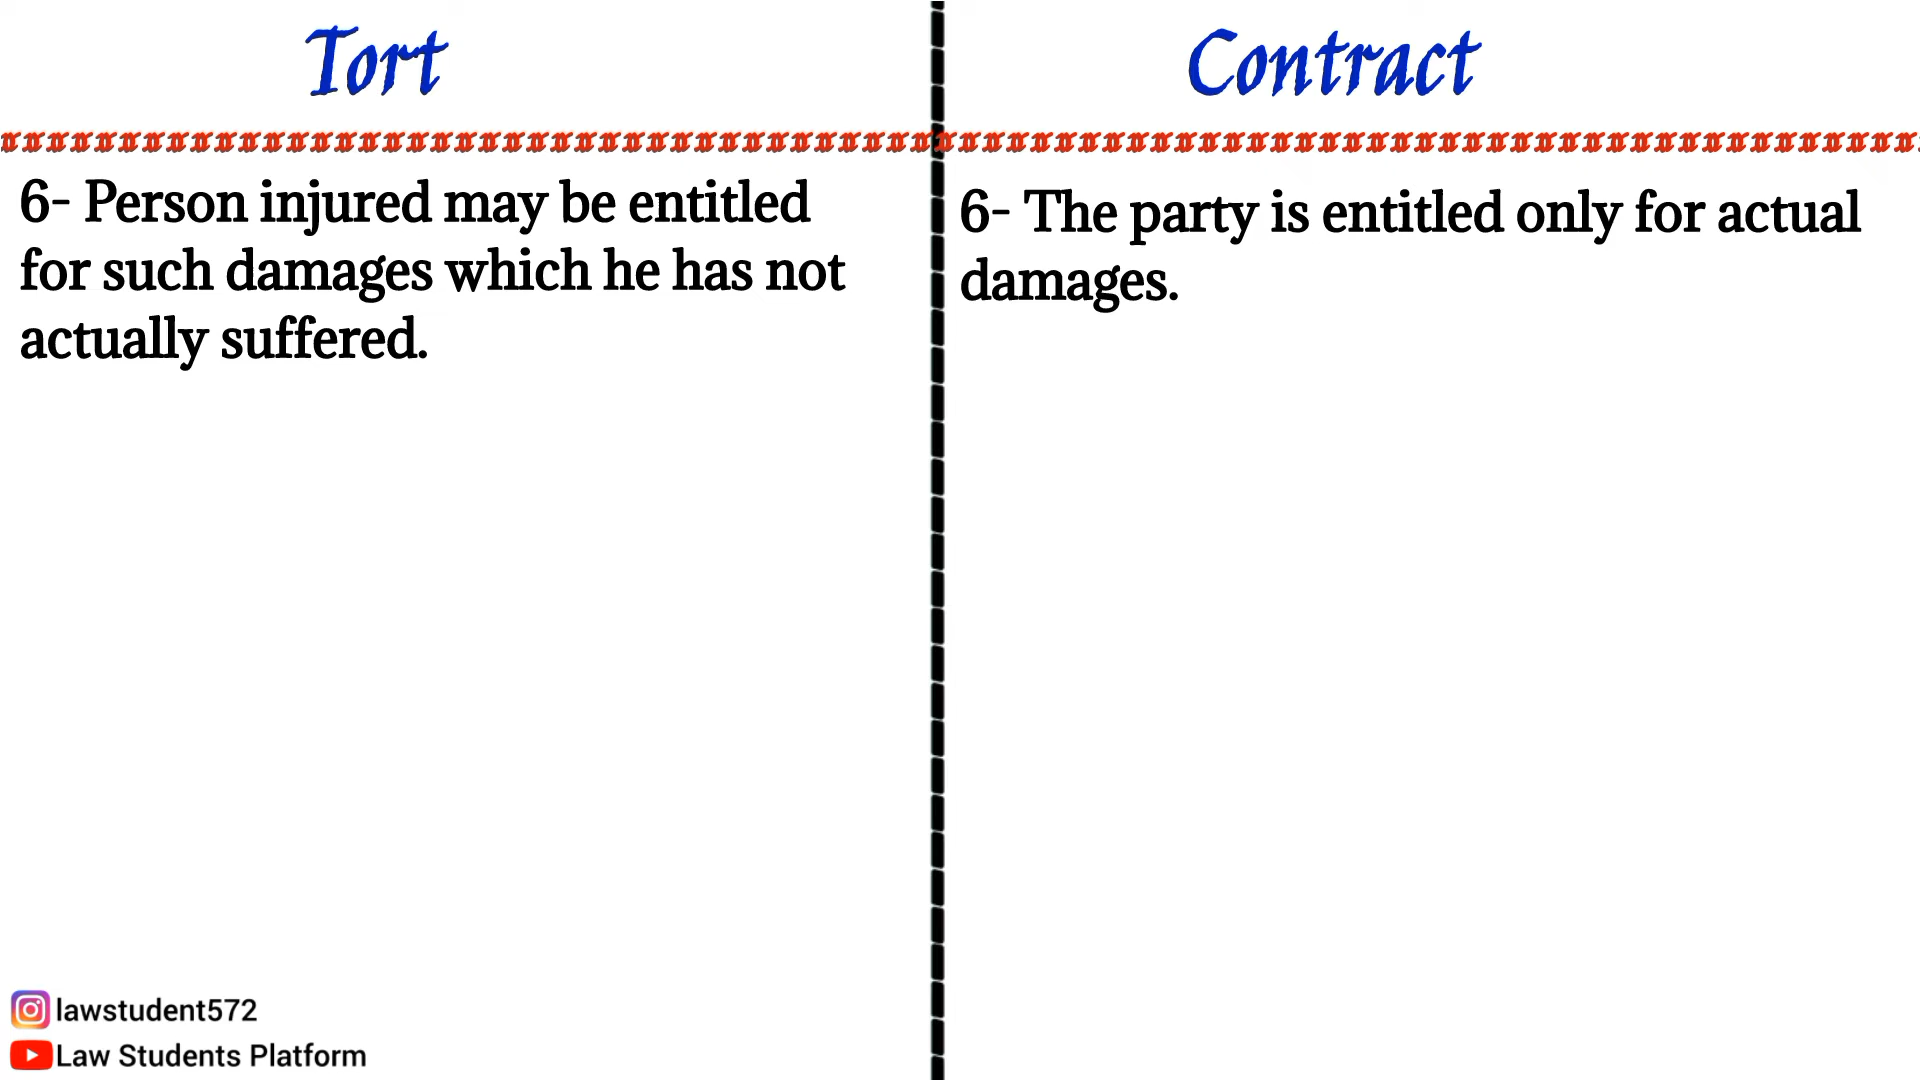 Tort
Contract
6- Person injured may be entitled
for such damages which he has not
actually suffered.
6- The party is entitled only for actual
damages.
lawstudent572
Law Students Platform